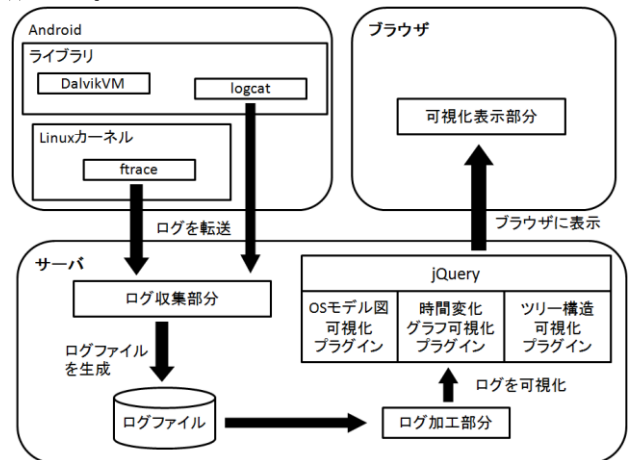 Android
ライブラリ
DalvikVM
logcat
Linuxカーネル
ftrace
ブラウザ
可視化表示部分
ログを転送
ブラウザに表示
サーバ
ログ収集部分
ログファイル
を生成
ログファイル
jQuery
OSモデル図
可視化
プラグイン
時間変化
グラフ可視化
プラグイン
ツリー構造
可視化
プラグイン
ログを可視化
ログ加工部分